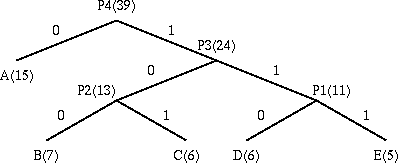 P4(39)
0 1
A(15) P3(24)
0 1
P2(13) P1(11)
0 1 0 1
B(7) C(6) D(6) E(5)